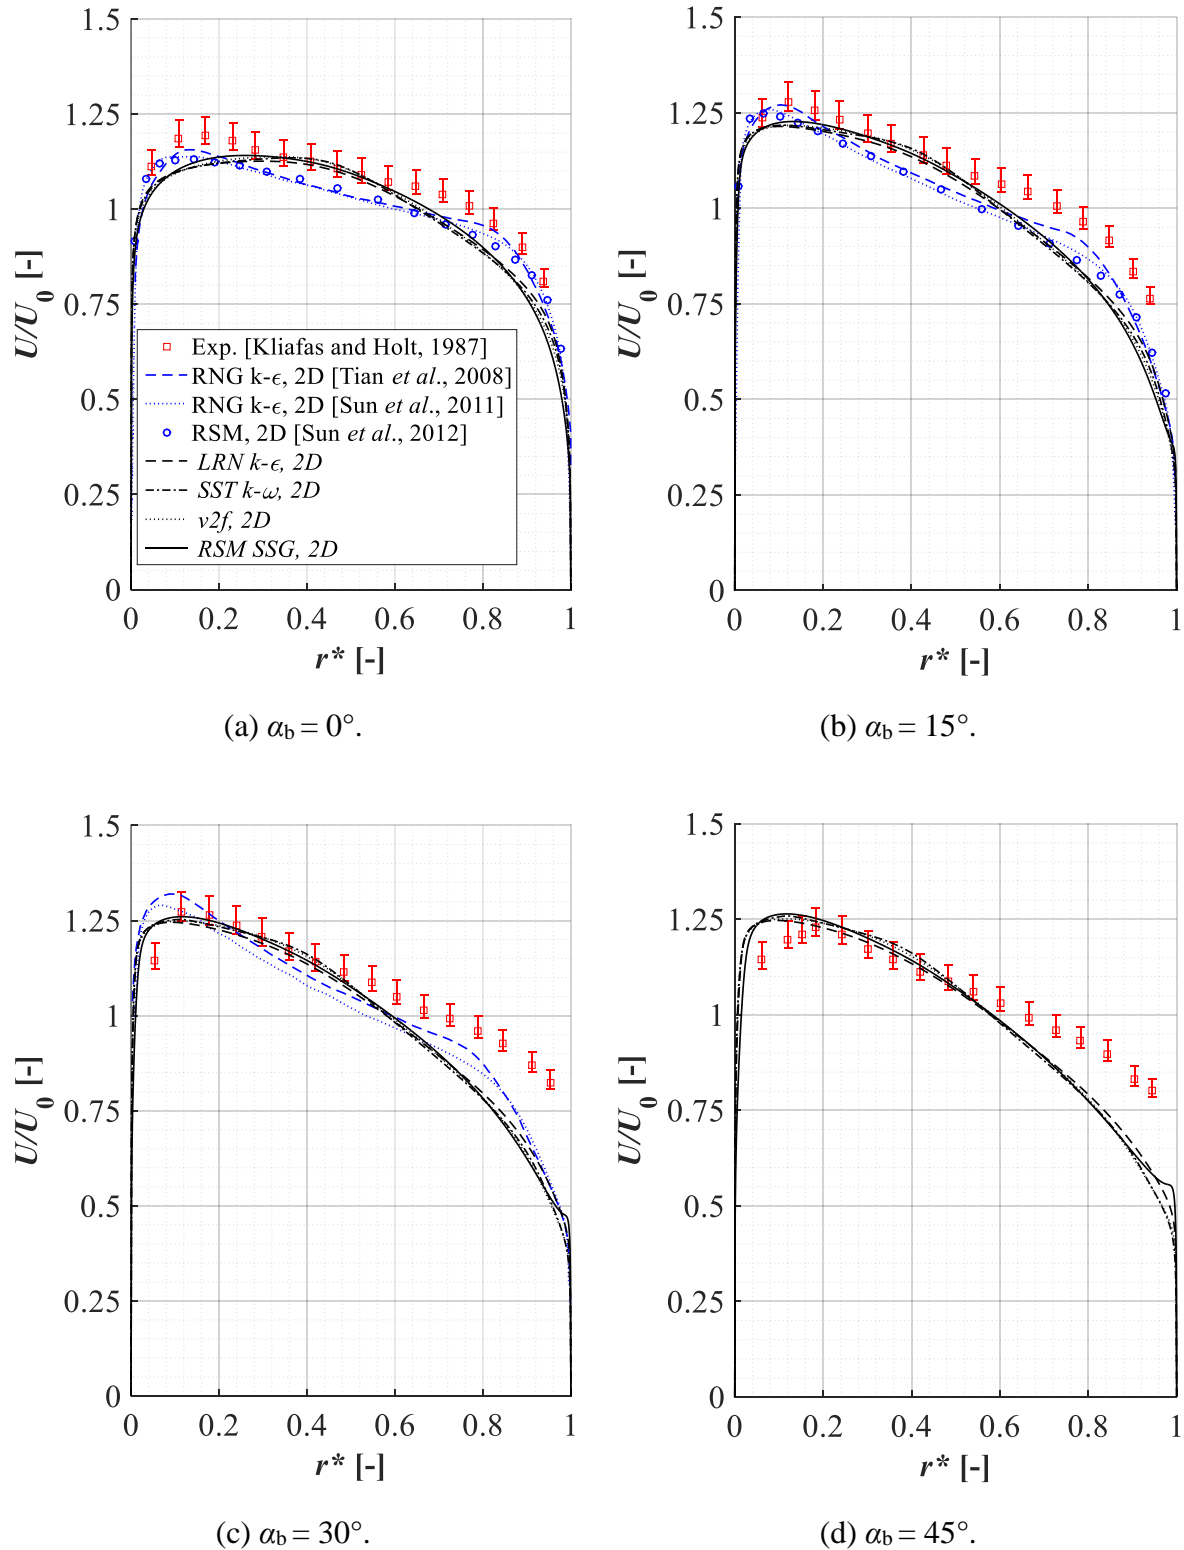 1.5
1.25
1
0.75
0.5
0.25
0
U/U0 [-]
Exp. [Kliafas and Holt, 1987]
RNG k-ϵ, 2D [Tian et al., 2008]
RNG k-ϵ, 2D [Sun et al., 2011]
RSM, 2D [Sun et al., 2012]
LRN k-ϵ, 2D
SST k-ω, 2D
v2f, 2D
RSM SSG, 2D
0 0.2 0.4 0.6 0.8 1
r* [-]
(a) αb = 0°.
1.5
1.25
1
0.75
0.5
0.25
0
U/U0 [-]
0 0.2 0.4 0.6 0.8 1
r* [-]
(b) αb = 15°.
1.5
1.25
1
0.75
0.5
0.25
0
U/U0 [-]
0 0.2 0.4 0.6 0.8 1
r* [-]
(c) αb = 30°.
1.5
1.25
1
0.75
0.5
0.25
0
U/U0 [-]
0 0.2 0.4 0.6 0.8 1
r* [-]
(d) αb = 45°.